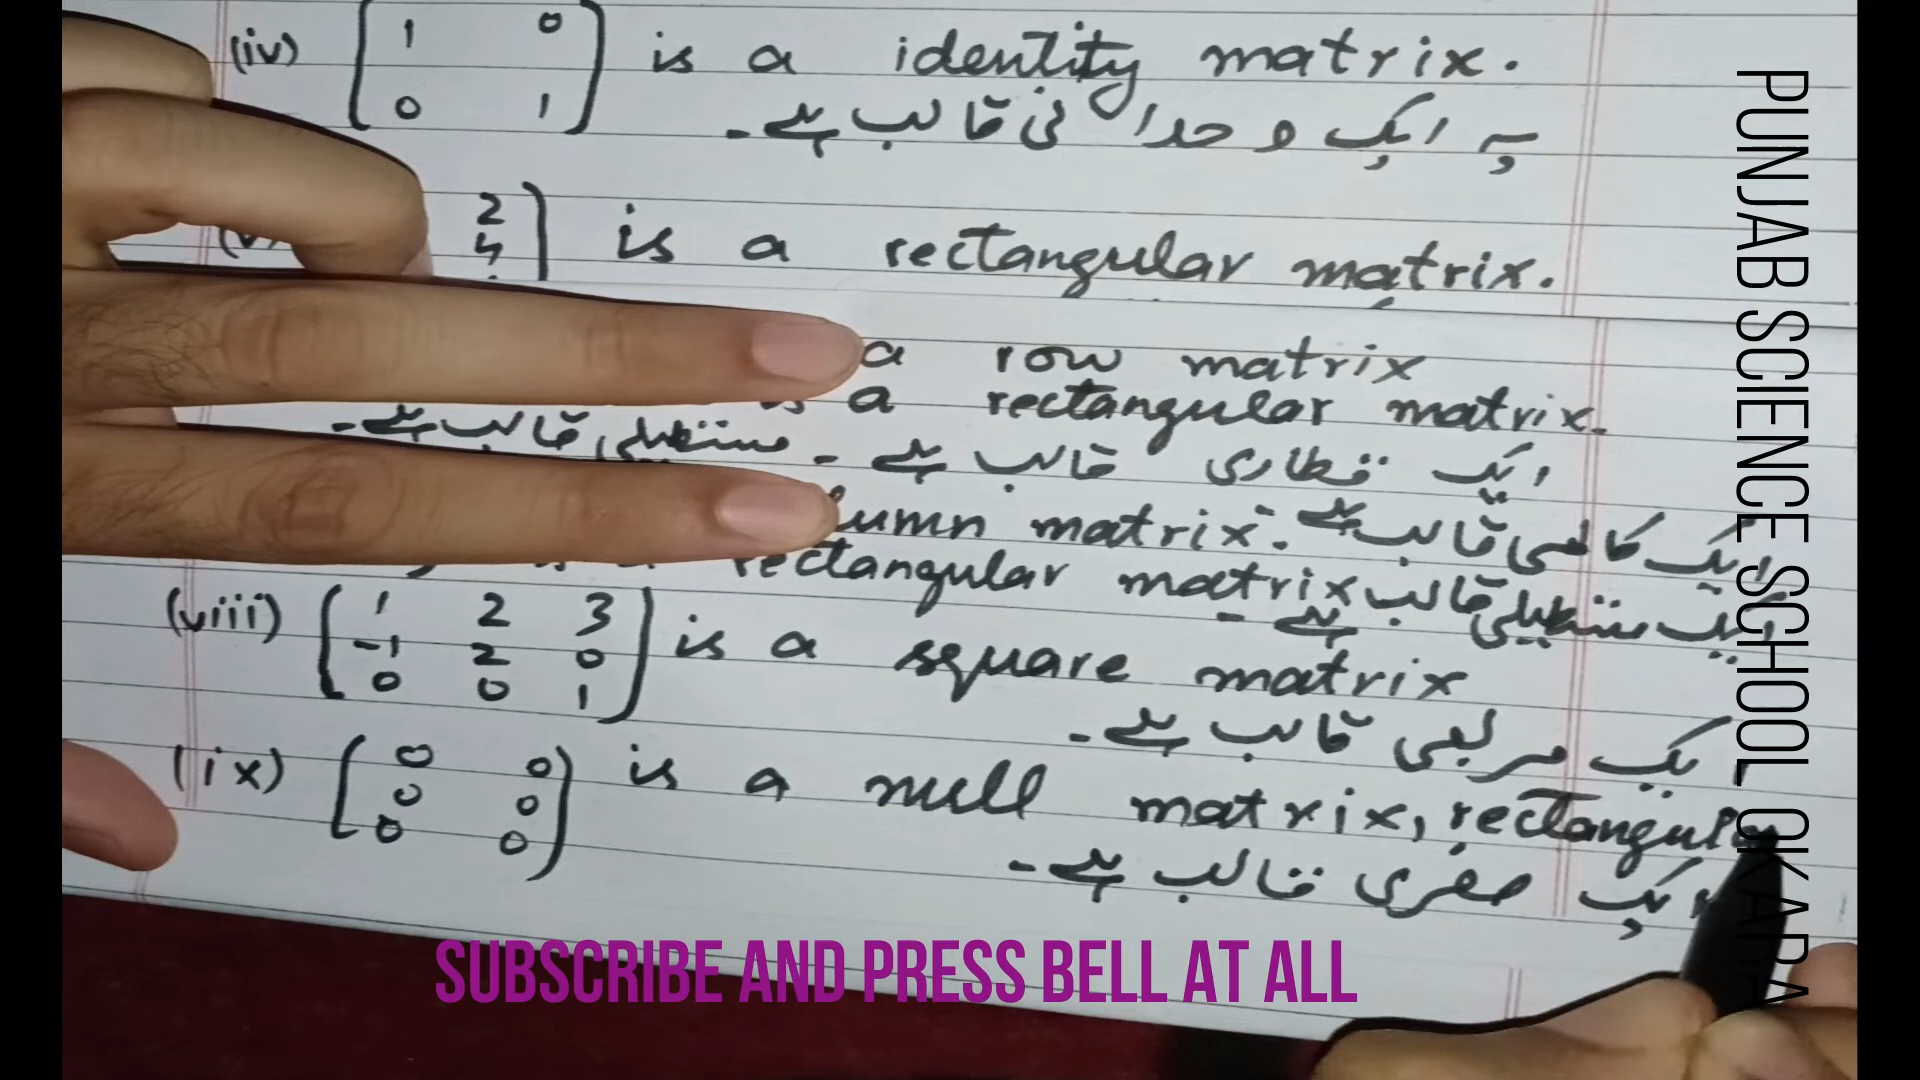 (iv) [1 0
0 1] is a identity matrix.
یہ ایک وحدانی قالب ہے۔
2
4 is a rectangular matrix.
a row matrix
is a rectangular matrix.
ایک قطاری قالب ہے۔ مستطیلی قالب ہے۔
lumn matrix. ایک کالمی قالب ہے
rectangular matrix ایک مستطیلی قالب ہے۔
(viii) [1 2 3
-1 2 0
0 0 1] is a square matrix
ایک مربعی قالب ہے۔
(ix) [0 0
0 0
0 0] is a null matrix, rectangula
ایک صفری قالب ہے۔
PUNJAB SCIENCE SCHOOL OKARA
SUBSCRIBE AND PRESS BELL AT ALL